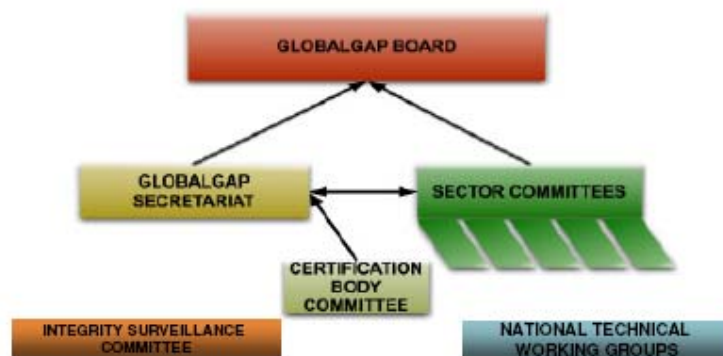 GLOBALGAP BOARD
GLOBALGAP
SECRETARIAT
SECTOR COMMITTEES
CERTIFICATION
BODY
COMMITTEE
INTEGRITY SURVEILLANCE
COMMITTEE
NATIONAL TECHNICAL
WORKING GROUPS